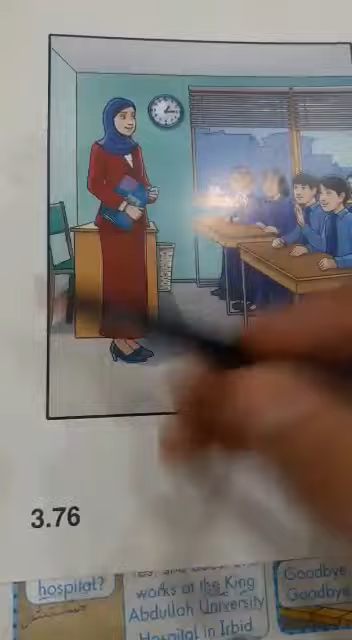 3.76
hospital?
works at the King
Abdullah University
Hospital in Irbid
Goodbye
Goodbye